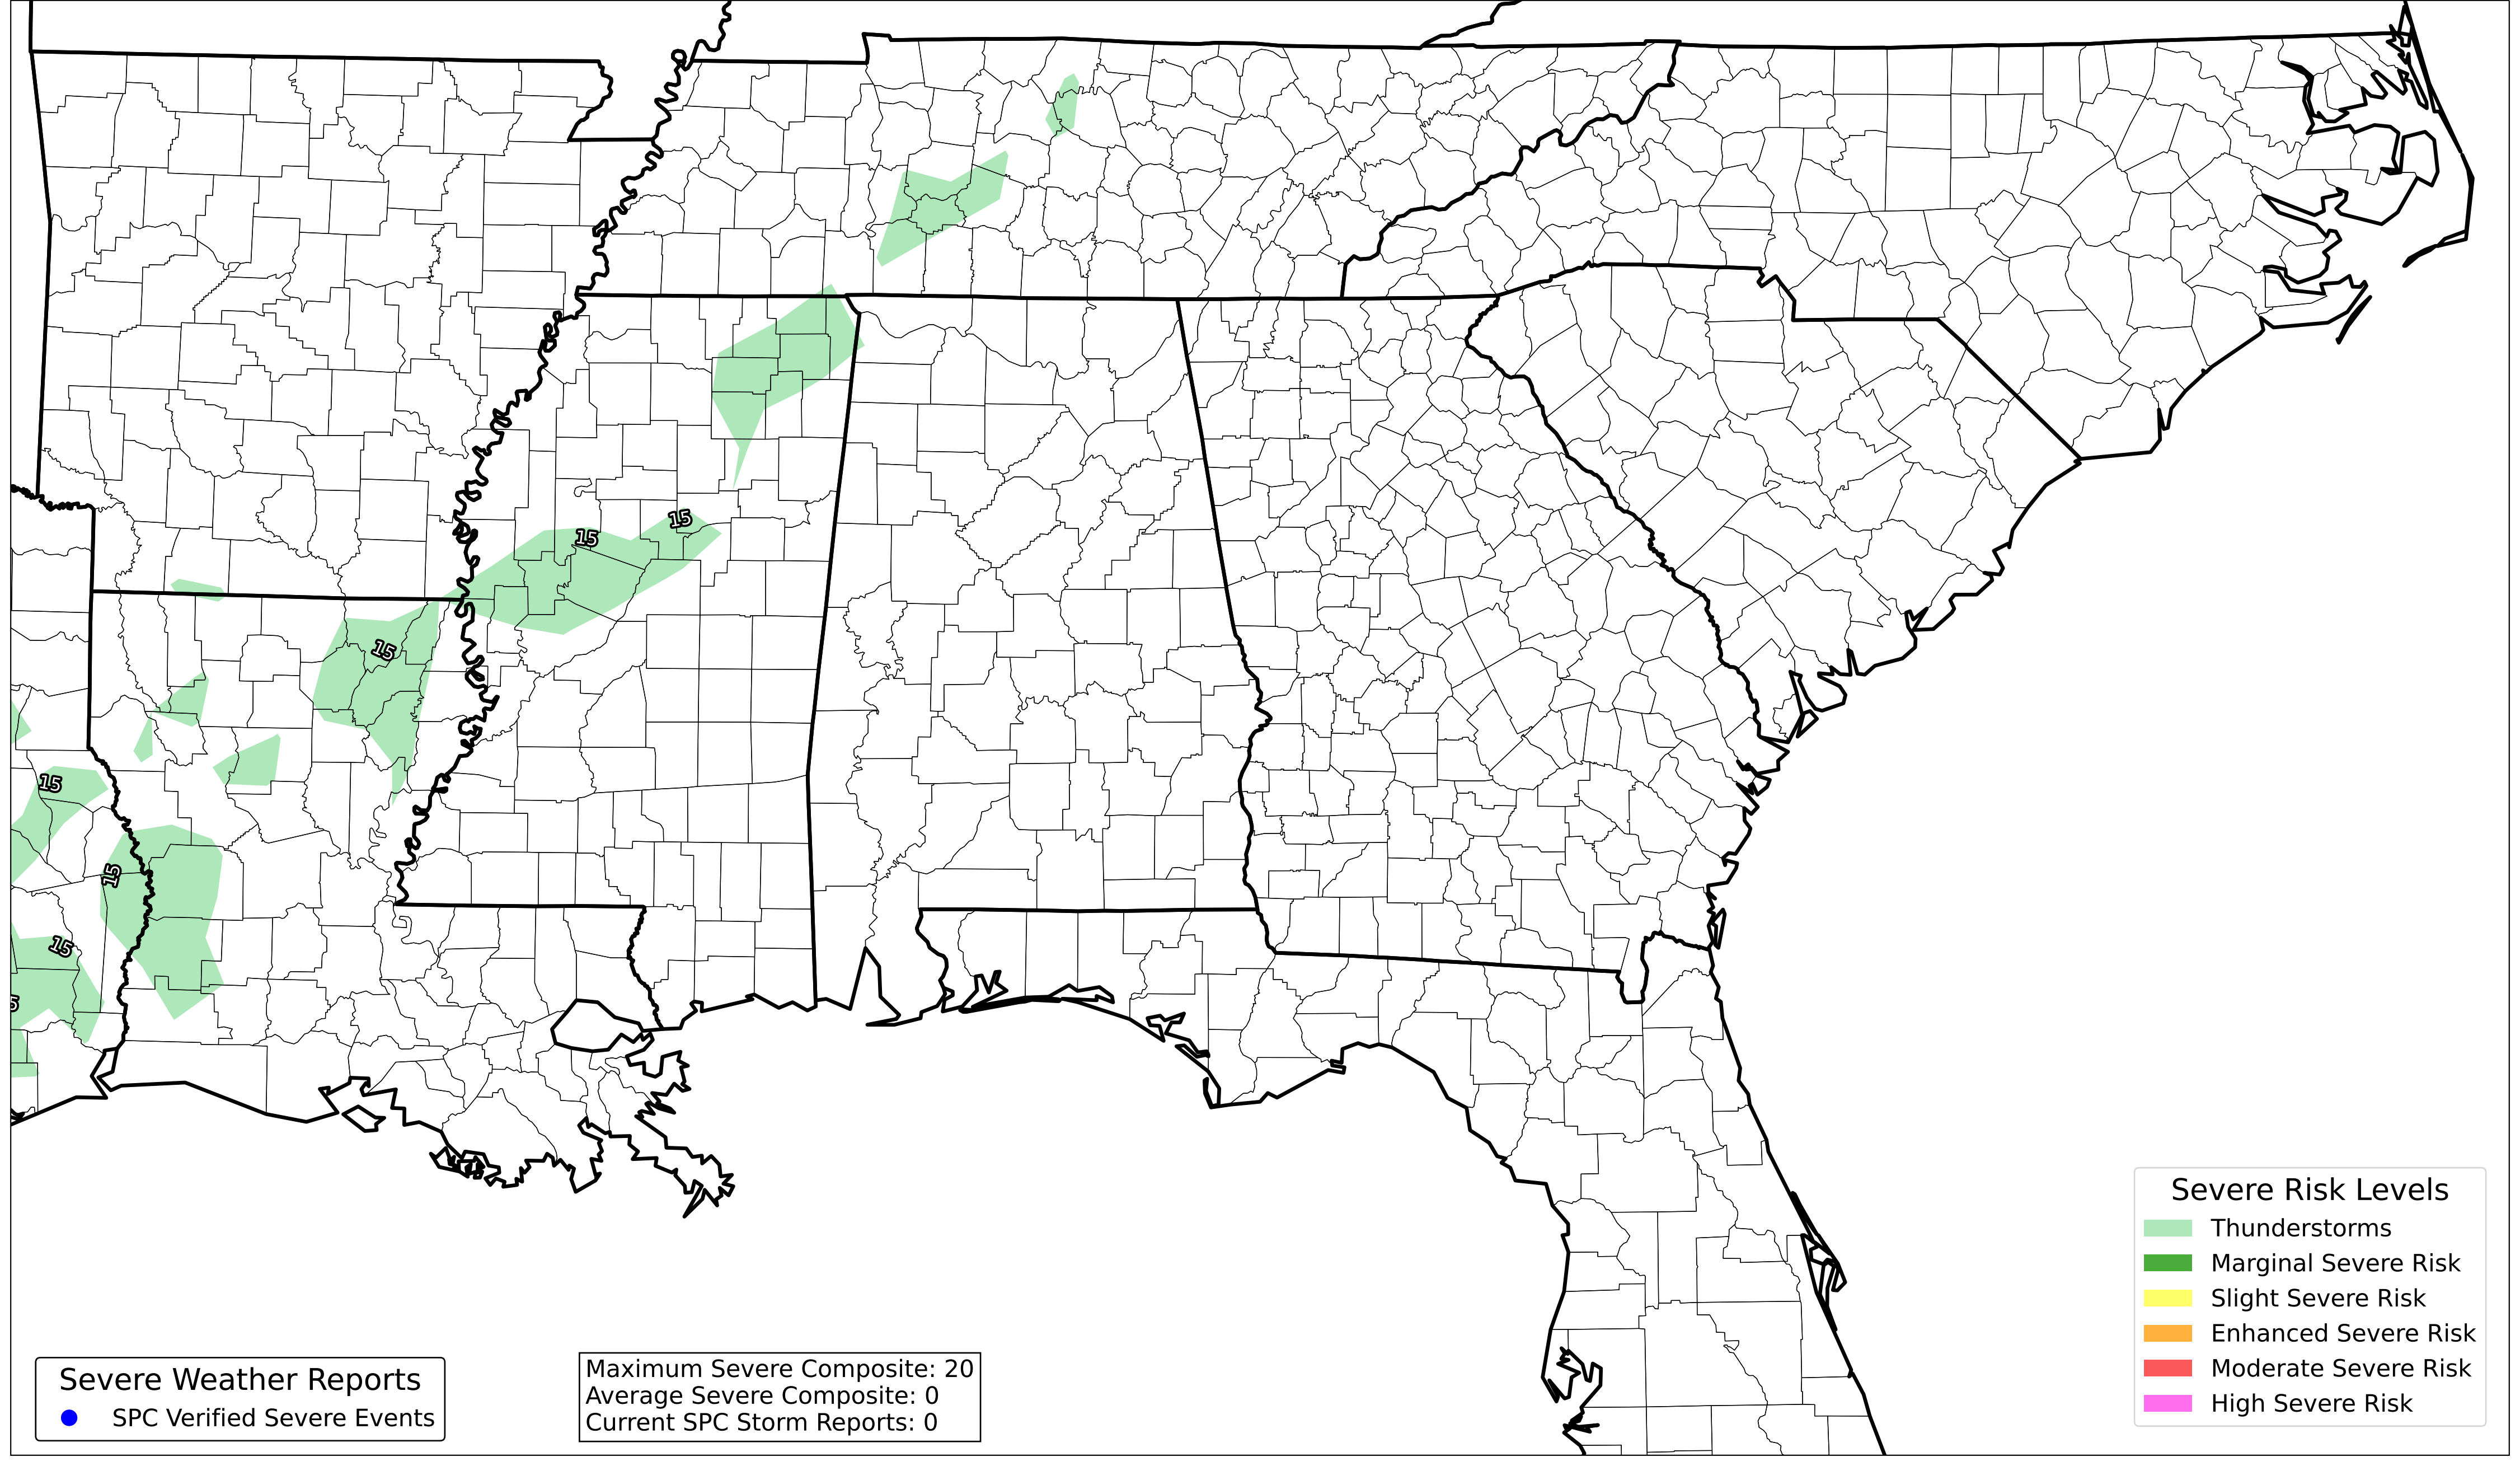 15
15
15
15
15
15
5
Severe Risk Levels
Thunderstorms
Marginal Severe Risk
Slight Severe Risk
Enhanced Severe Risk
Moderate Severe Risk
High Severe Risk
Severe Weather Reports
SPC Verified Severe Events
Maximum Severe Composite: 20
Average Severe Composite: 0
Current SPC Storm Reports: 0